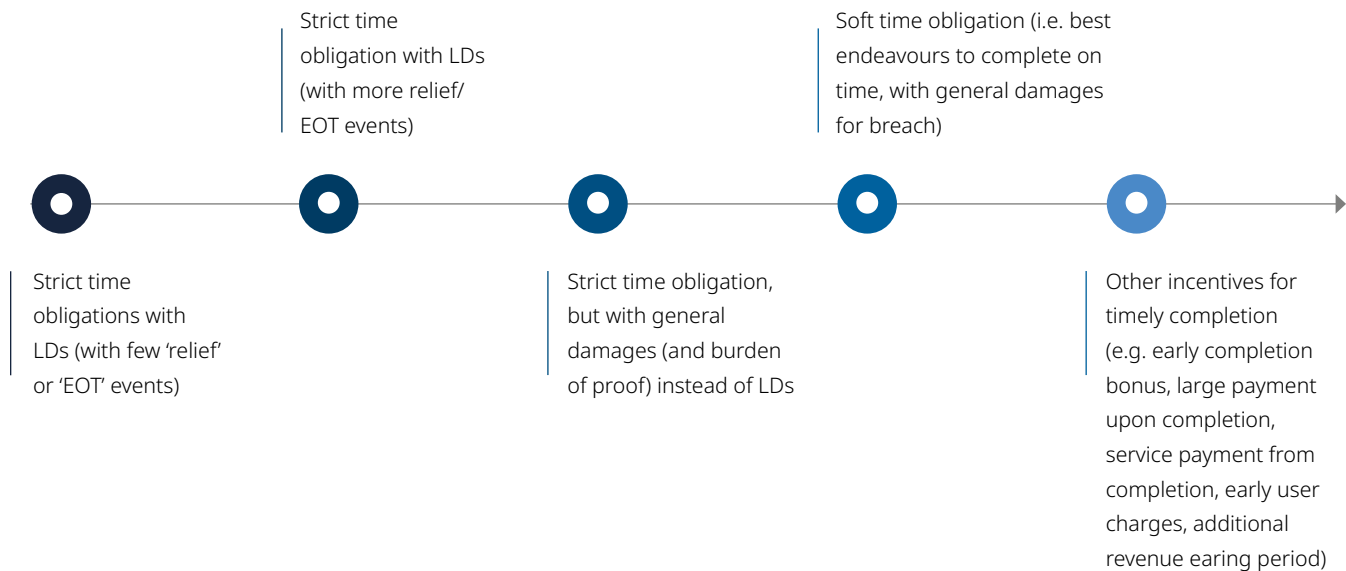 Strict time
obligation with LDs
(with more relief/
EOT events)
Soft time obligation (i.e. best
endeavours to complete on
time, with general damages
for breach)
Strict time
obligations with
LDs (with few ‘relief’
or ‘EOT’ events)
Strict time obligation,
but with general
damages (and burden
of proof) instead of LDs
Other incentives for
timely completion
(e.g. early completion
bonus, large payment
upon completion,
service payment from
completion, early user
charges, additional
revenue earing period)